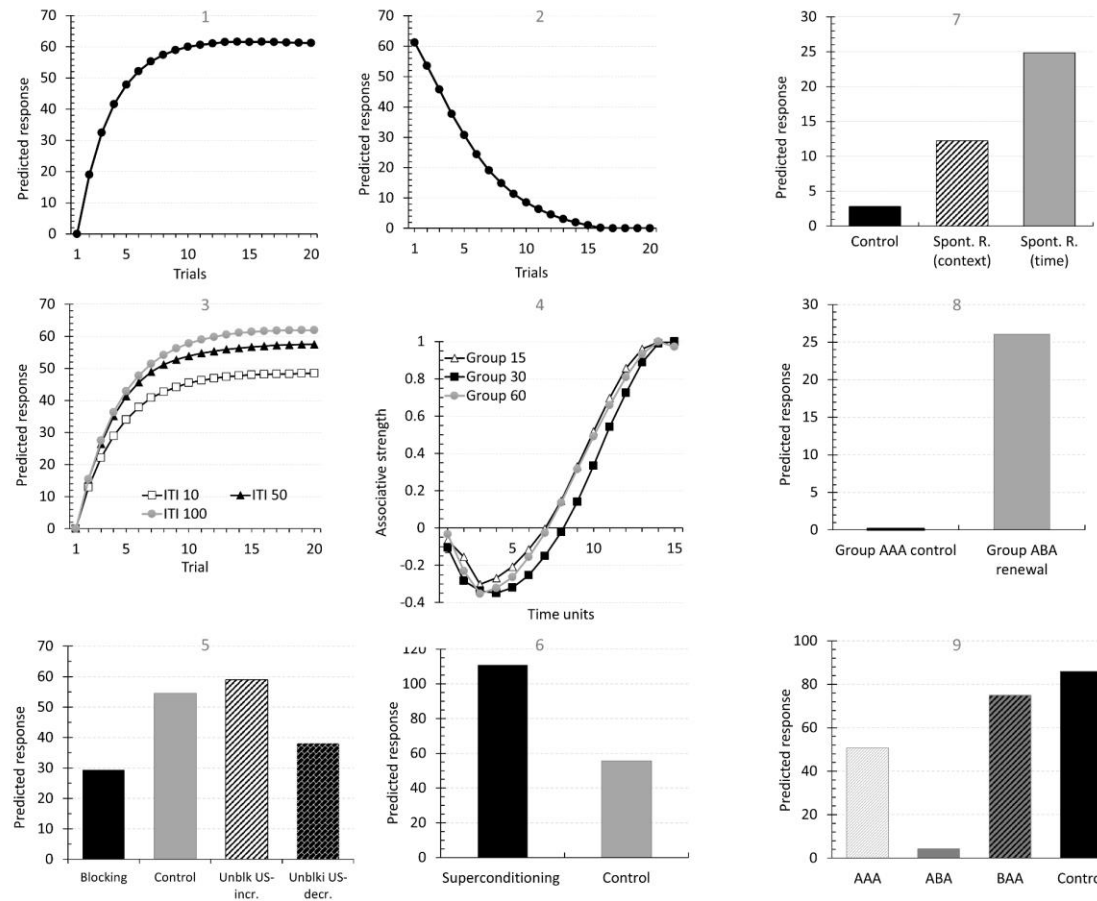 1
Predicted response
70
60
50
40
30
20
10
0
1 5 10 15 20
Trials
2
Predicted response
70
60
50
40
30
20
10
0
1 5 10 15 20
Trials
7
Predicted response
30
25
20
15
10
5
0
Control Spont. R. Spont. R.
(context) (time)
3
Predicted response
70
60
50
40
30
20
10
0
ITI 10 ITI 50
ITI 100
1 5 10 15 20
Trial
4
Associative strength
1
0.8
0.6
0.4
0.2
0
-0.2
-0.4
Group 15
Group 30
Group 60
5 10 15
Time units
8
Predicted response
30
25
20
15
10
5
0
Group AAA control Group ABA
renewal
5
Predicted response
70
60
50
40
30
20
10
0
Blocking Control Unblk US- Unblki US-
incr. decr.
6
Predicted response
120
100
80
60
40
20
0
Superconditioning Control
9
Predicted response
100
80
60
40
20
0
AAA ABA BAA Contro